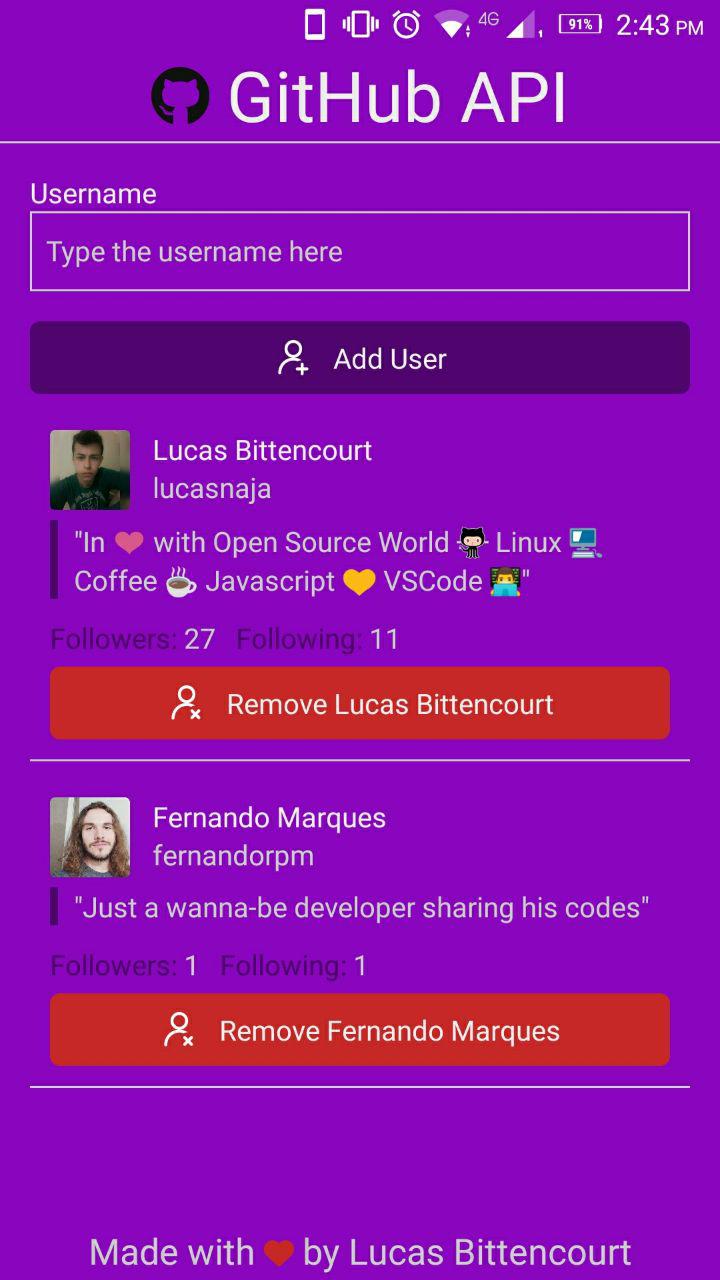 4G 91% 2:43 PM
GitHub API
Username
Type the username here
Add User
Lucas Bittencourt
lucasnaja
"In ❤ with Open Source World Linux 💻
Coffee ☕ Javascript 💛 VSCode 👨‍💻"
Followers: 27 Following: 11
Remove Lucas Bittencourt
Fernando Marques
fernandorpm
"Just a wanna-be developer sharing his codes"
Followers: 1 Following: 1
Remove Fernando Marques
Made with ❤ by Lucas Bittencourt